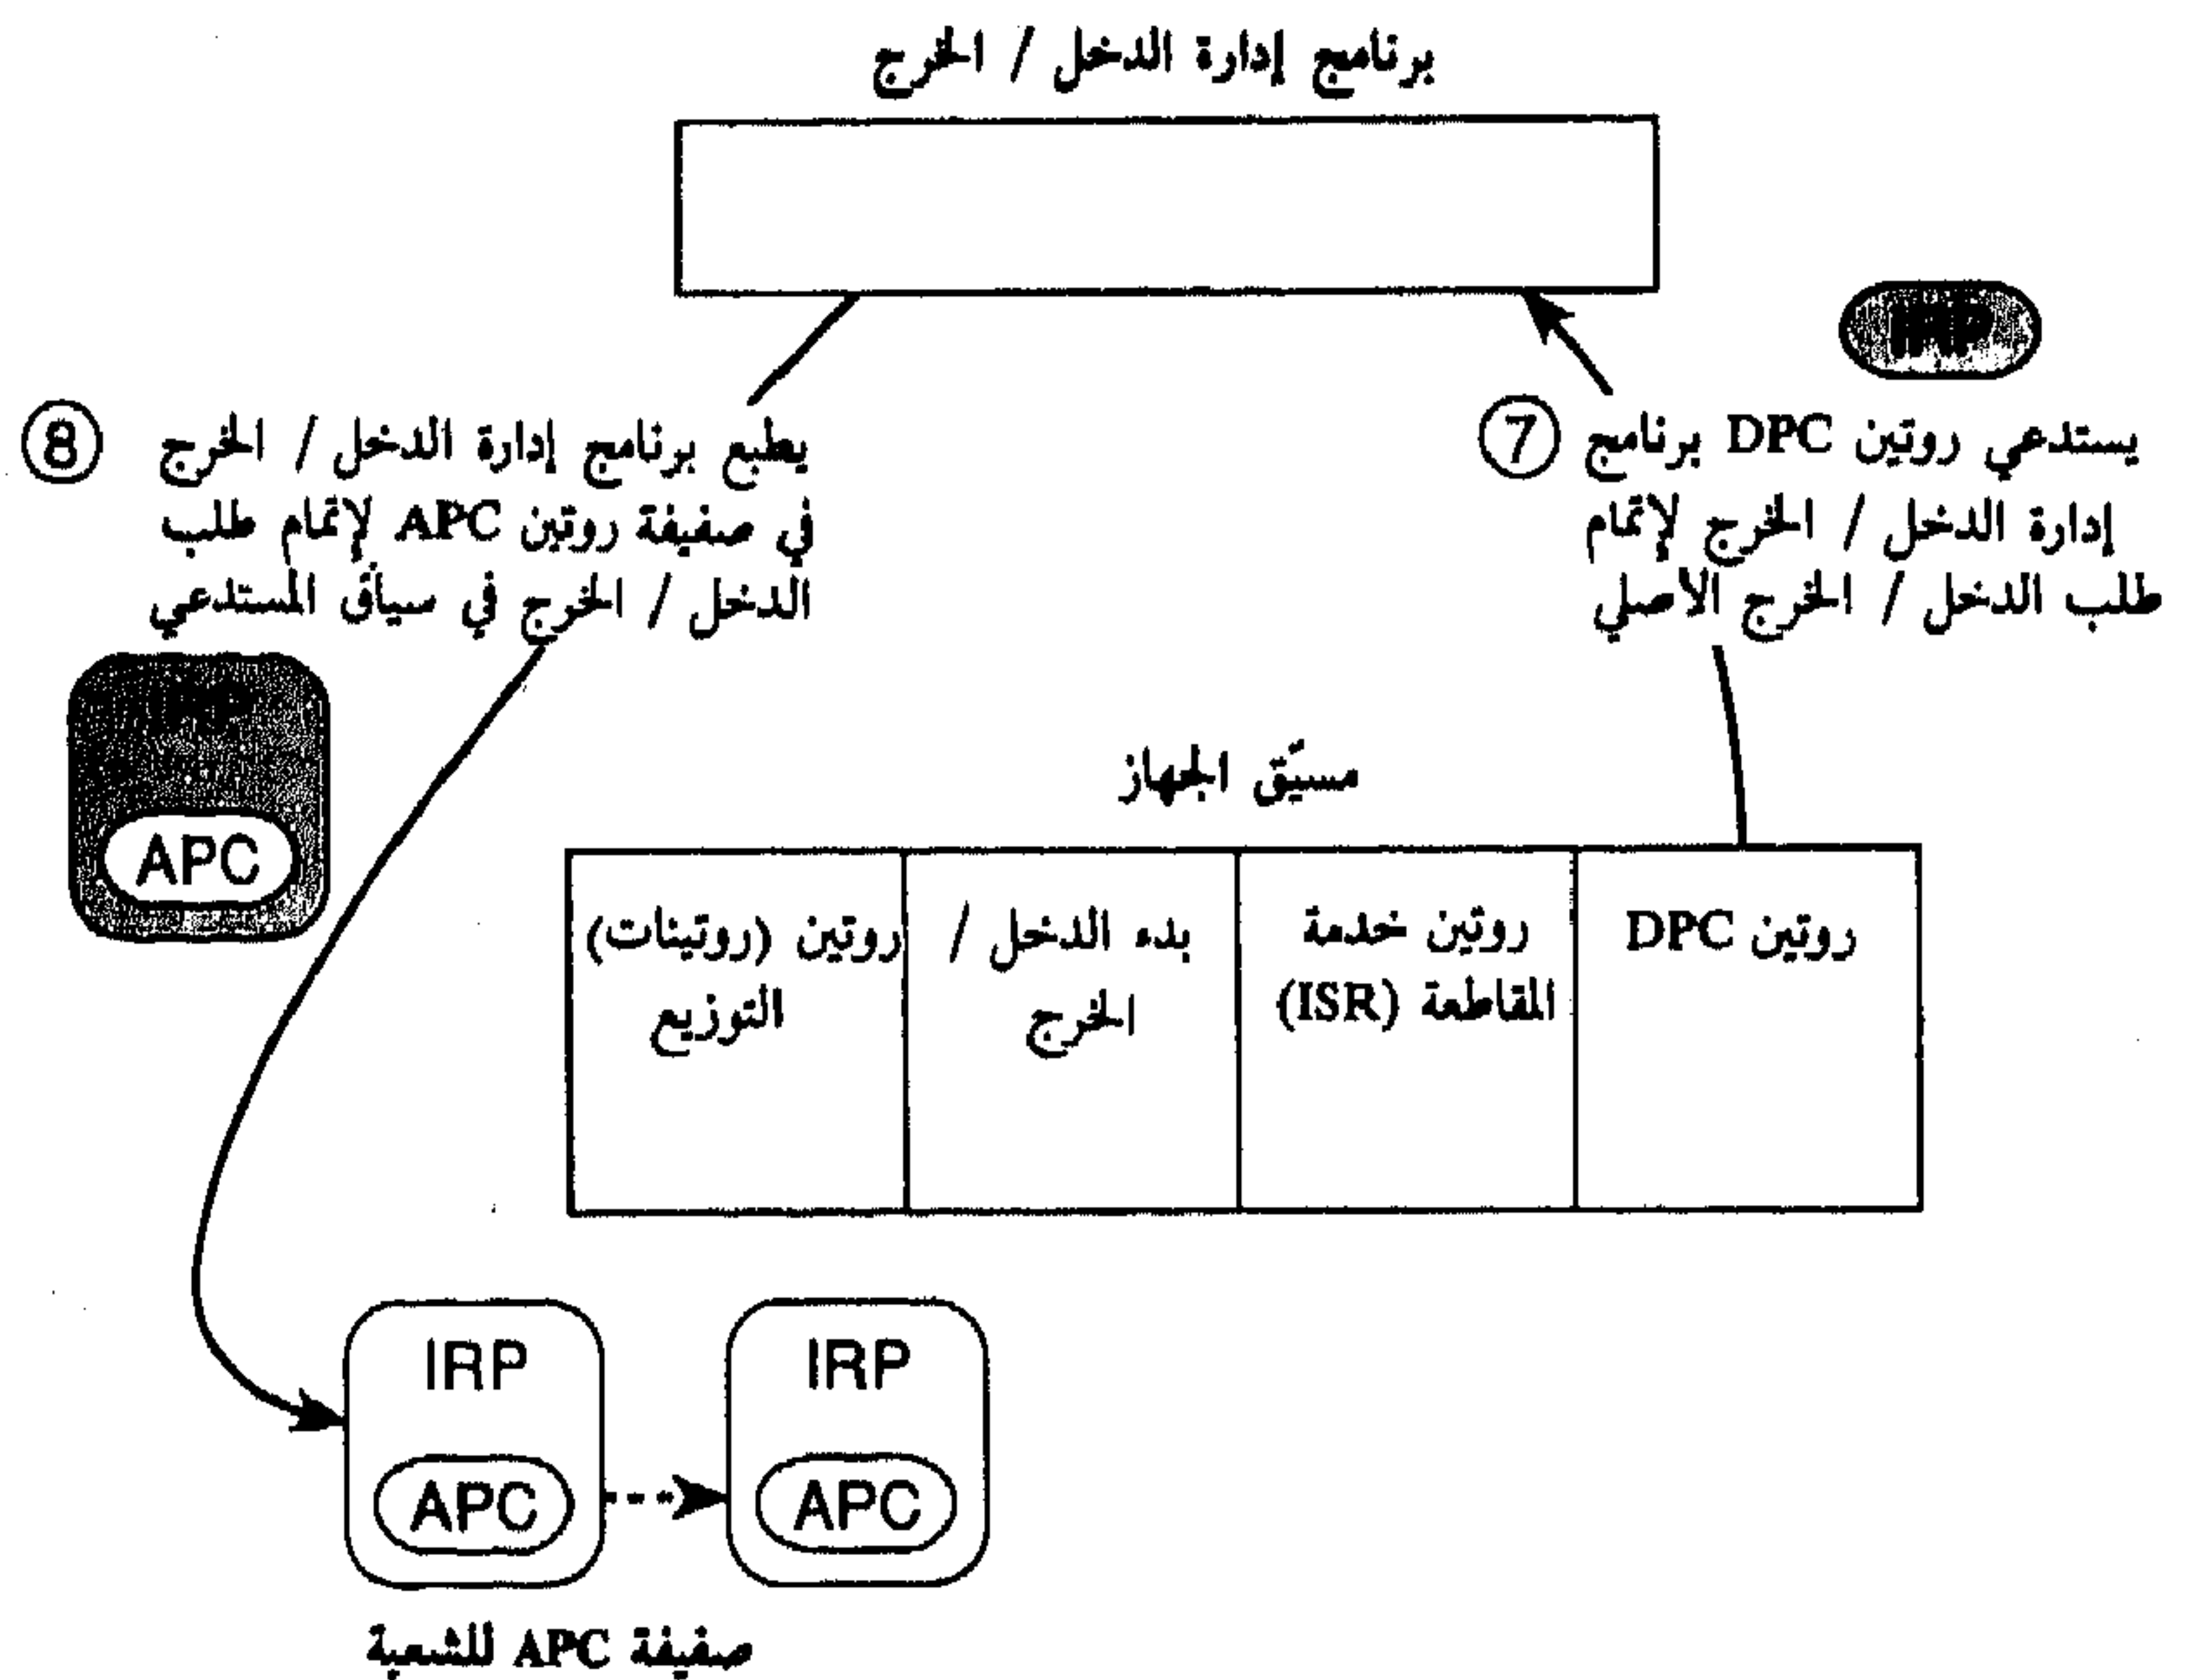 برنامج إدارة الدخل / الخرج
IRP
⑦ يستدعي روتين DPC برنامج
إدارة الدخل / الخرج لإتمام
طلب الدخل / الخرج الأصلي
⑧ يطبع برنامج إدارة الدخل / الخرج
في صفيفة روتين APC لإتمام طلب
الدخل / الخرج في سياق المستدعي
IRP
APC
مسيّق الجهاز
روتين DPC
روتين خدمة
المقاطعة (ISR)
بدء الدخل /
الخرج
روتين (روتينات)
التوزيع
IRP
APC
IRP
APC
صفيفة APC للشعبة